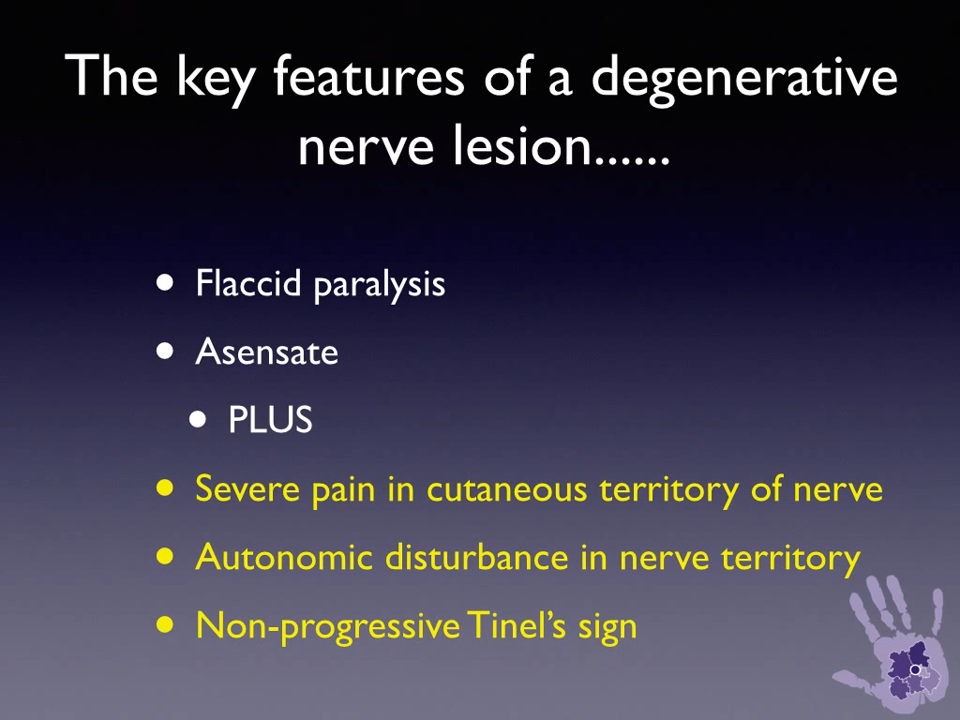 The key features of a degenerative
nerve lesion......
• Flaccid paralysis
• Asensate
• PLUS
• Severe pain in cutaneous territory of nerve
• Autonomic disturbance in nerve territory
• Non-progressive Tinel’s sign